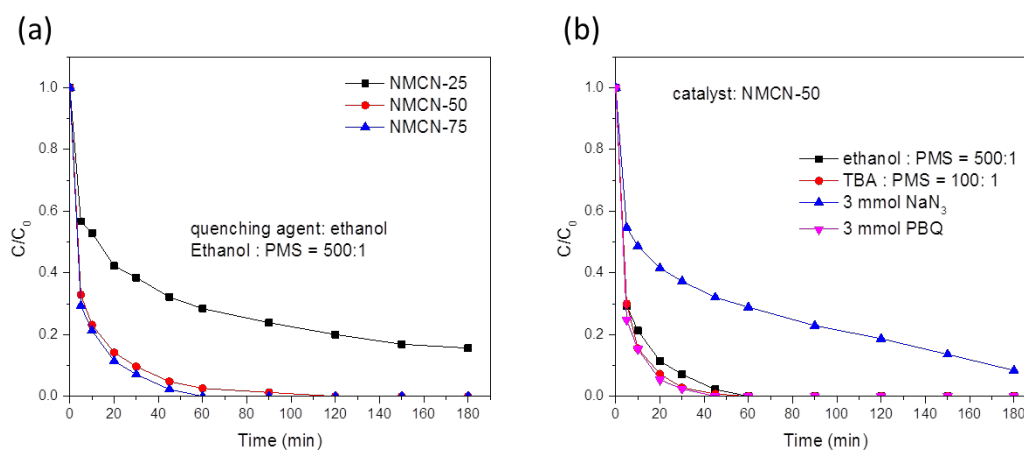 (a)
(b)
1.0
0.8
0.6
0.4
0.2
0.0
C/C₀
0 20 40 60 80 100 120 140 160 180
Time (min)
NMCN-25
NMCN-50
NMCN-75
quenching agent: ethanol
Ethanol : PMS = 500:1
1.0
0.8
0.6
0.4
0.2
0.0
C/C₀
0 20 40 60 80 100 120 140 160 180
Time (min)
catalyst: NMCN-50
ethanol : PMS = 500:1
TBA : PMS = 100: 1
3 mmol NaN₃
3 mmol PBQ